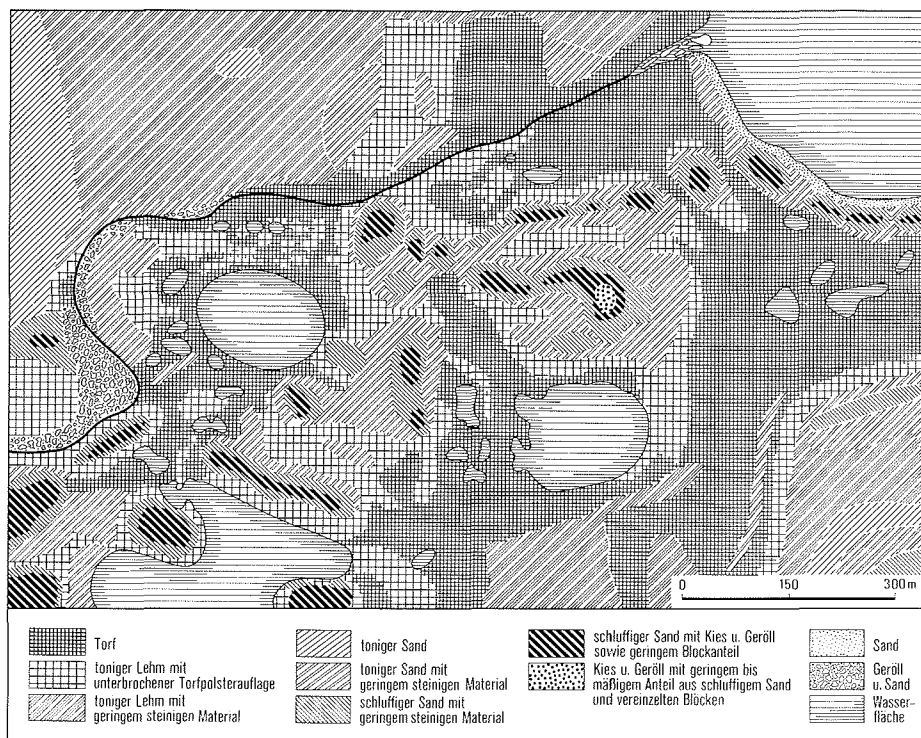 0 150 300 m
Torf
toniger Lehm mit
unterbrochener Torfpolsterauflage
toniger Lehm mit
geringem steinigen Material
toniger Sand
toniger Sand mit
geringem steinigen Material
schluffiger Sand mit
geringem steinigen Material
schluffiger Sand mit Kies u. Geröll
sowie geringem Blockanteil
Kies u. Geröll mit geringem bis
mäßigem Anteil aus schluffigem Sand
und vereinzelten Blöcken
Sand
Geröll
u. Sand
Wasser-
fläche